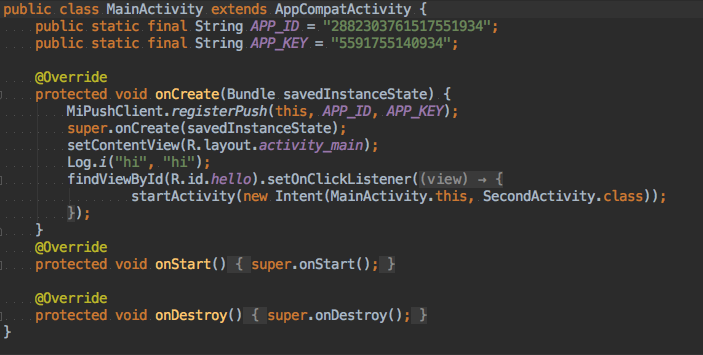 public class MainActivity extends AppCompatActivity {
public static final String APP_ID = "2882303761517551934";
public static final String APP_KEY = "5591755140934";
@Override
protected void onCreate(Bundle savedInstanceState) {
MiPushClient.registerPush(this, APP_ID, APP_KEY);
super.onCreate(savedInstanceState);
setContentView(R.layout.activity_main);
Log.i("hi", "hi");
findViewById(R.id.hello).setOnClickListener((view) → {
startActivity(new Intent(MainActivity.this, SecondActivity.class));
});
}
@Override
protected void onStart() { super.onStart(); }
@Override
protected void onDestroy() { super.onDestroy(); }
}